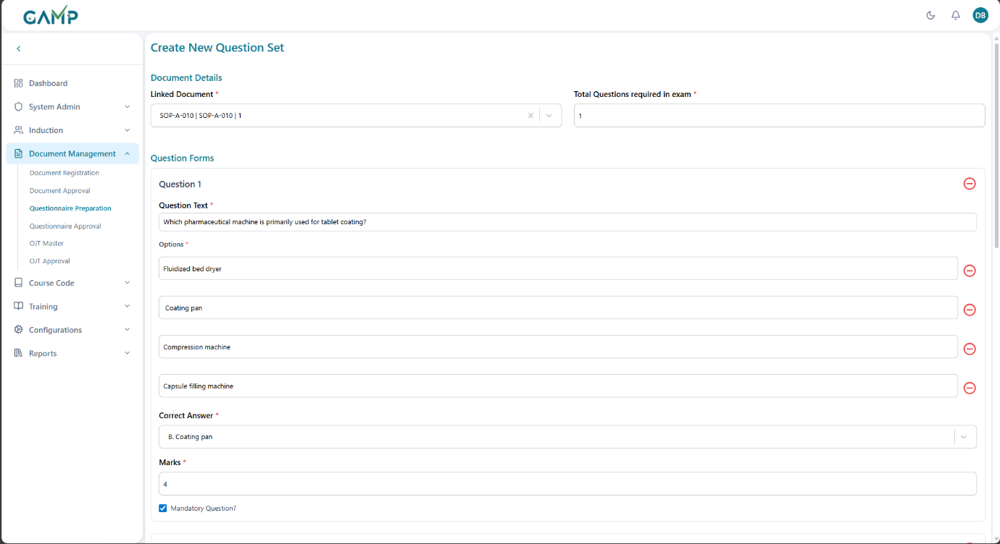 GAMP
DB
Create New Question Set
Dashboard
System Admin
Induction
Document Management
Document Registration
Document Approval
Questionnaire Preparation
Questionnaire Approval
OJT Master
OJT Approval
Course Code
Training
Configurations
Reports
Document Details
Linked Document *
Total Questions required in exam *
SOP-A-010 | SOP-A-010 | 1
1
Question Forms
Question 1
Question Text *
Which pharmaceutical machine is primarily used for tablet coating?
Options *
Fluidized bed dryer
Coating pan
Compression machine
Capsule filling machine
Correct Answer *
B. Coating pan
Marks *
4
Mandatory Question?